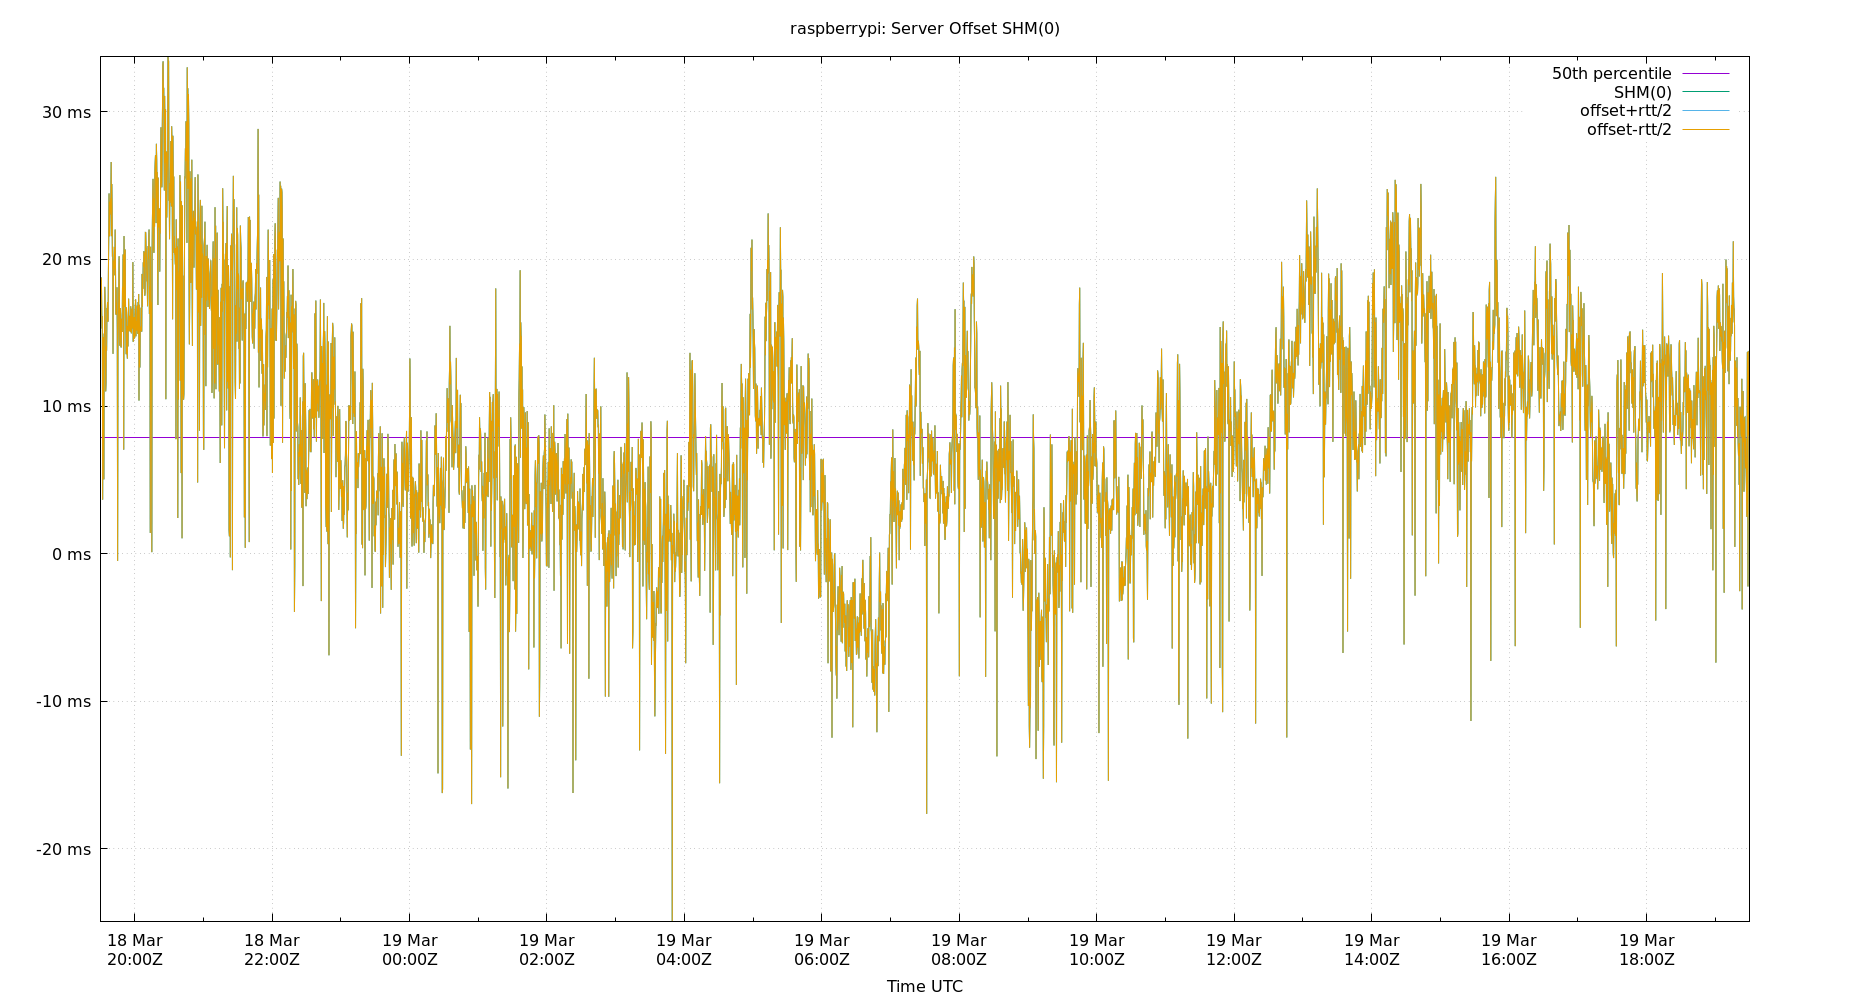 raspberrypi: Server Offset SHM(0)
50th percentile
SHM(0)
offset+rtt/2
offset-rtt/2
30 ms
20 ms
10 ms
0 ms
-10 ms
-20 ms
18 Mar 18 Mar 19 Mar 19 Mar 19 Mar 19 Mar 19 Mar 19 Mar 19 Mar 19 Mar 19 Mar 19 Mar
20:00Z 22:00Z 00:00Z 02:00Z 04:00Z 06:00Z 08:00Z 10:00Z 12:00Z 14:00Z 16:00Z 18:00Z
Time UTC